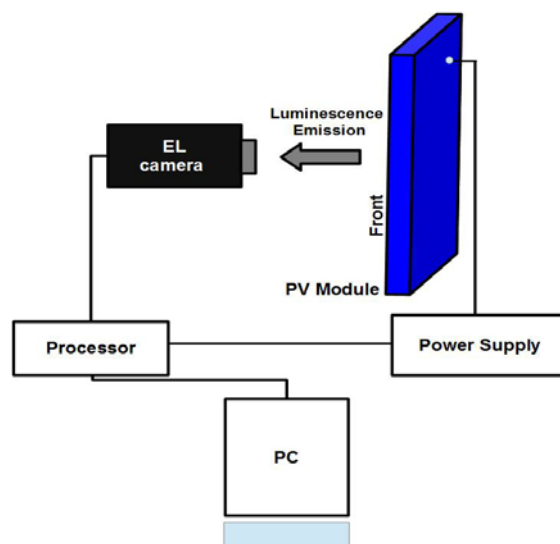 Luminescence
Emission
EL
camera
Front
PV Module
Processor
Power Supply
PC